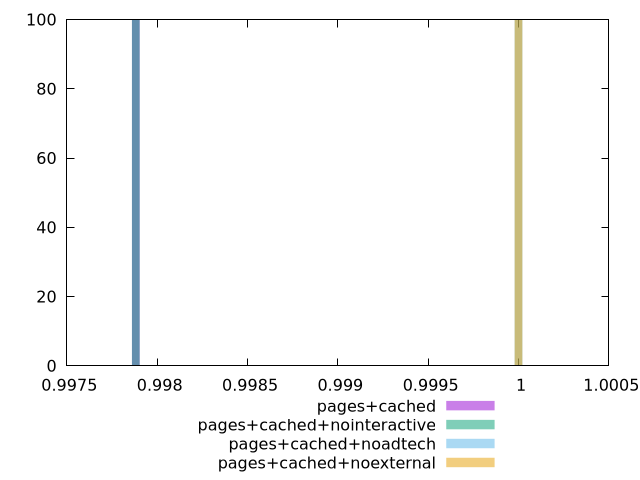 100
80
60
40
20
0
0.9975 0.998 0.9985 0.999 0.9995 1 1.0005
pages+cached
pages+cached+nointeractive
pages+cached+noadtech
pages+cached+noexternal